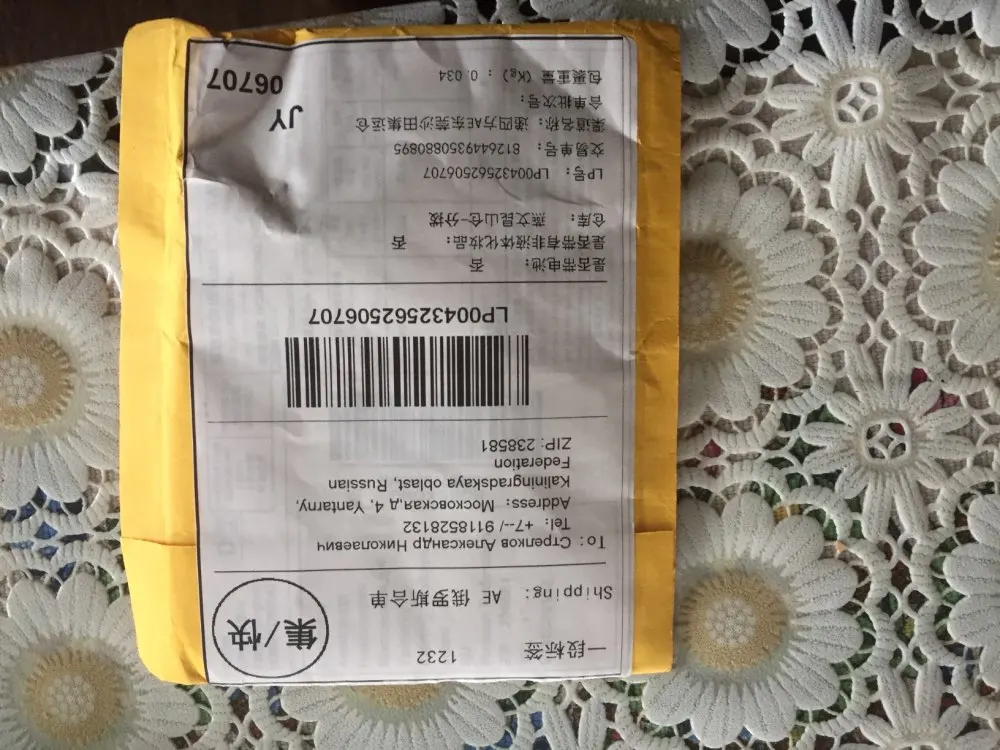 一段标签 1232
集/快
Shipping: AE 俄罗斯合单
To: Стрелков Александр Николаевич
Tel: +7--/ 9118528132
Address: Московская,д 4, Yantarny,
Kaliningradskaya oblast, Russian
Federation
ZIP: 238581
LP00432562506707
是否带电池: 否
是否带有非液体化妆品: 否
仓库: 燕文昆山仓-分拨
LP号: LP00432562506707
交易单号: 8126449350880895
渠道名称: 递四方AE东莞沙田集运仓
合单批次号:
包裹重量 (Kg) : 0.034
JY
06707